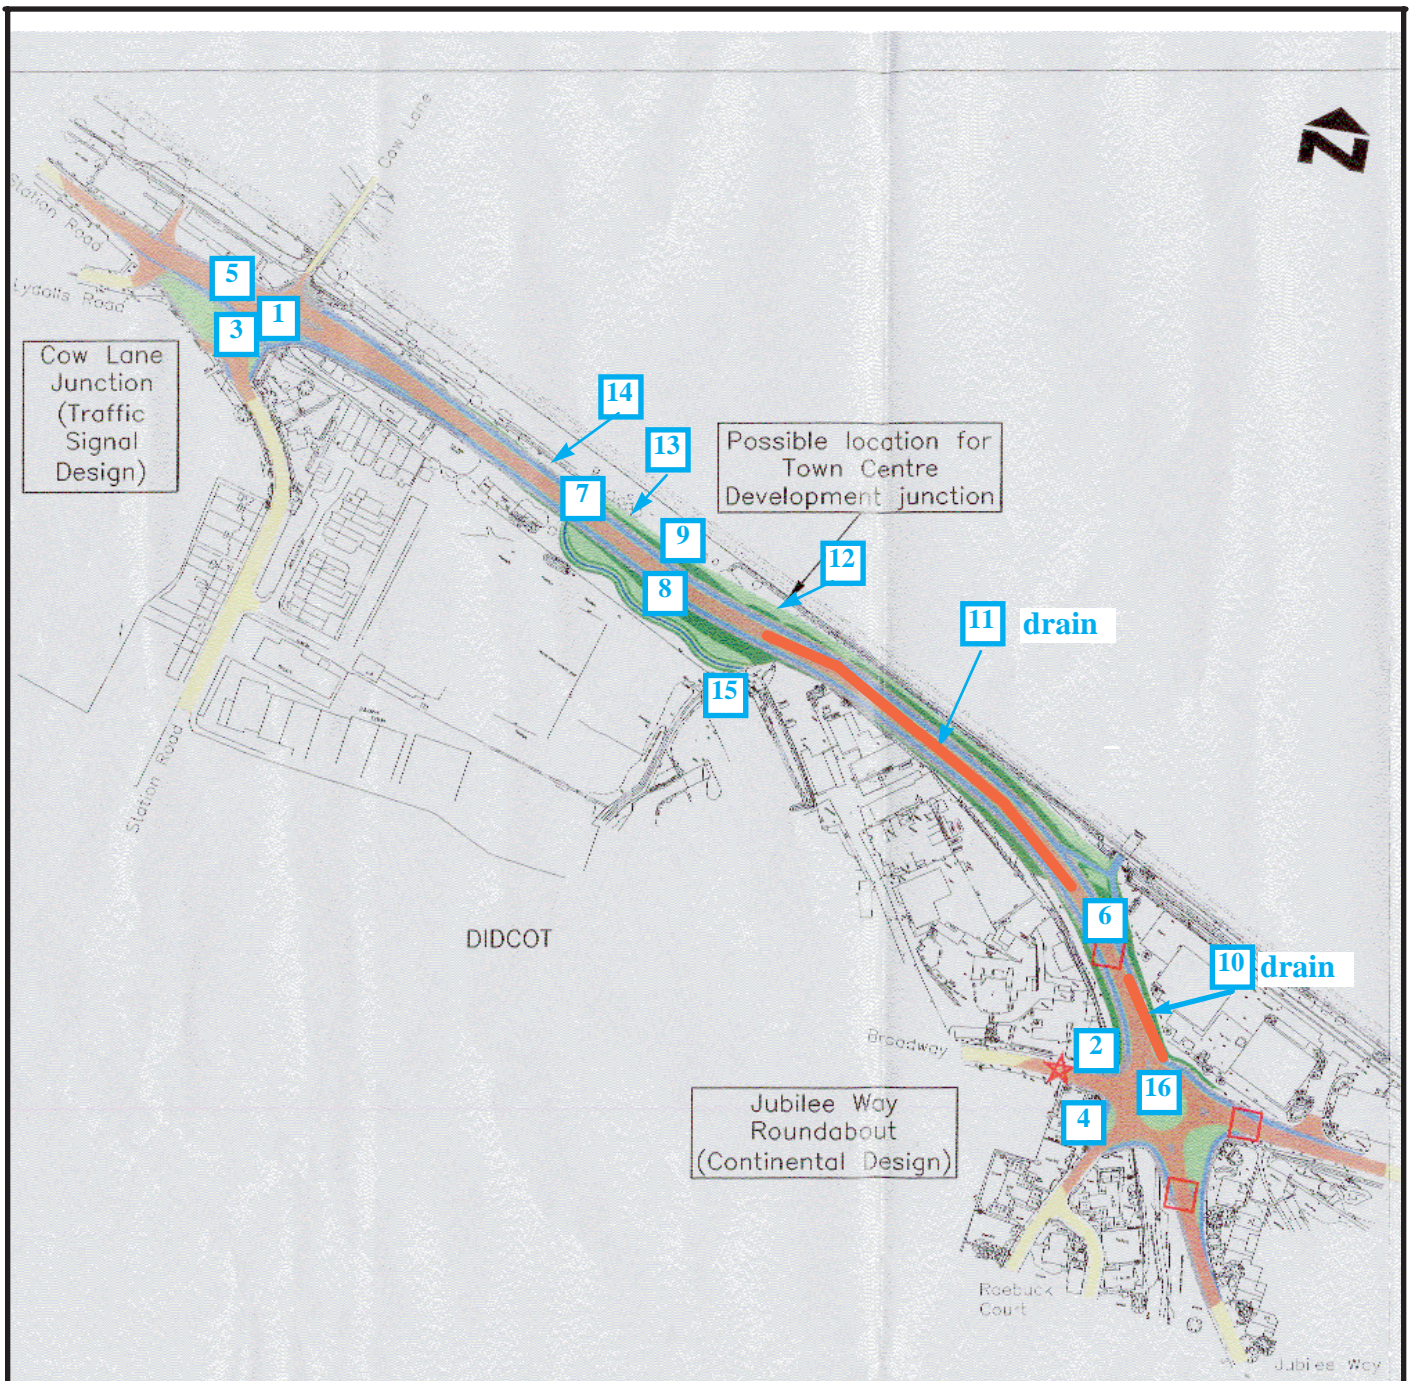 N
Cow Lane
Station Road
Lydalls Road
5
1
3
Cow Lane
Junction
(Traffic
Signal
Design)
14
13
7
9
Possible location for
Town Centre
Development junction
12
8
11 drain
15
Station Road
DIDCOT
6
10 drain
Broadway
2
16
4
Jubilee Way
Roundabout
(Continental Design)
Roebuck
Court
Jubilee Way